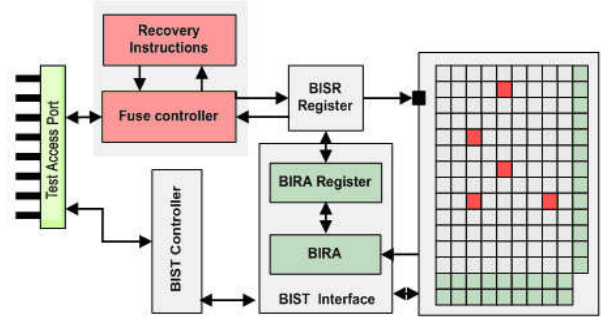 Recovery
Instructions
Fuse controller
BISR
Register
Test Access Port
BIRA Register
BIST Controller
BIRA
BIST Interface